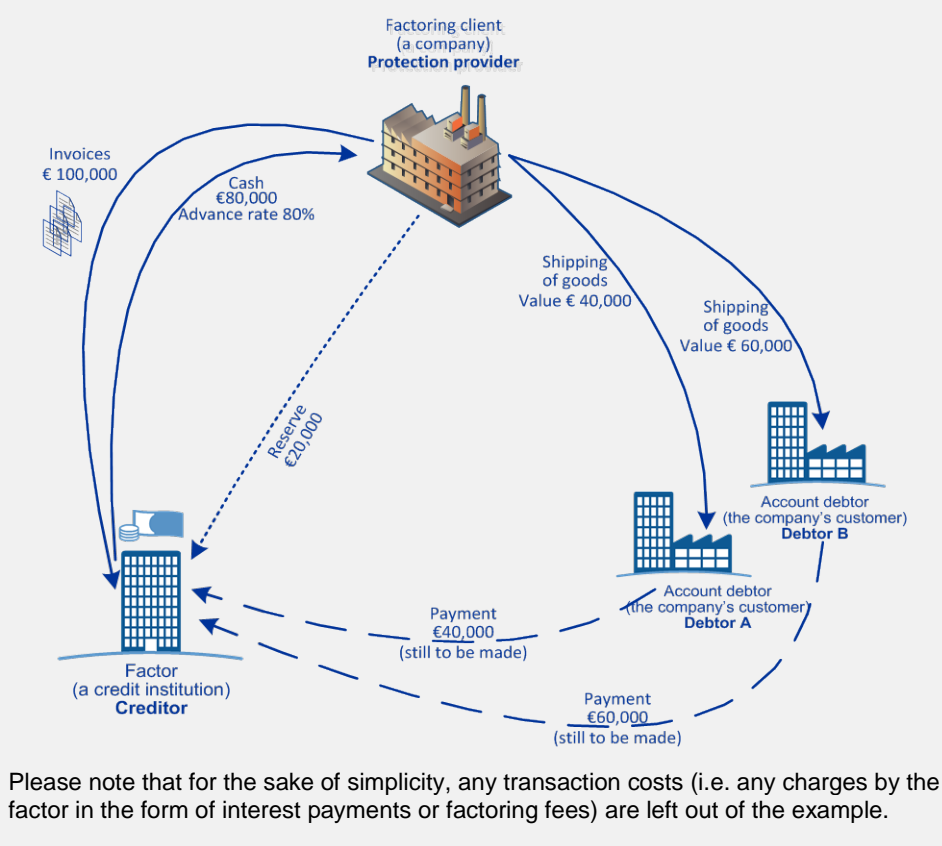 Factoring client
(a company)
Protection provider
Invoices
€ 100,000
Cash
€80,000
Advance rate 80%
Shipping
of goods
Value € 40,000
Shipping
of goods
Value € 60,000
Reserve
€20,000
Account debtor
(the company's customer)
Debtor B
Account debtor
(the company's customer)
Debtor A
Payment
€40,000
(still to be made)
Factor
(a credit institution)
Creditor
Payment
€60,000
(still to be made)
Please note that for the sake of simplicity, any transaction costs (i.e. any charges by the
factor in the form of interest payments or factoring fees) are left out of the example.